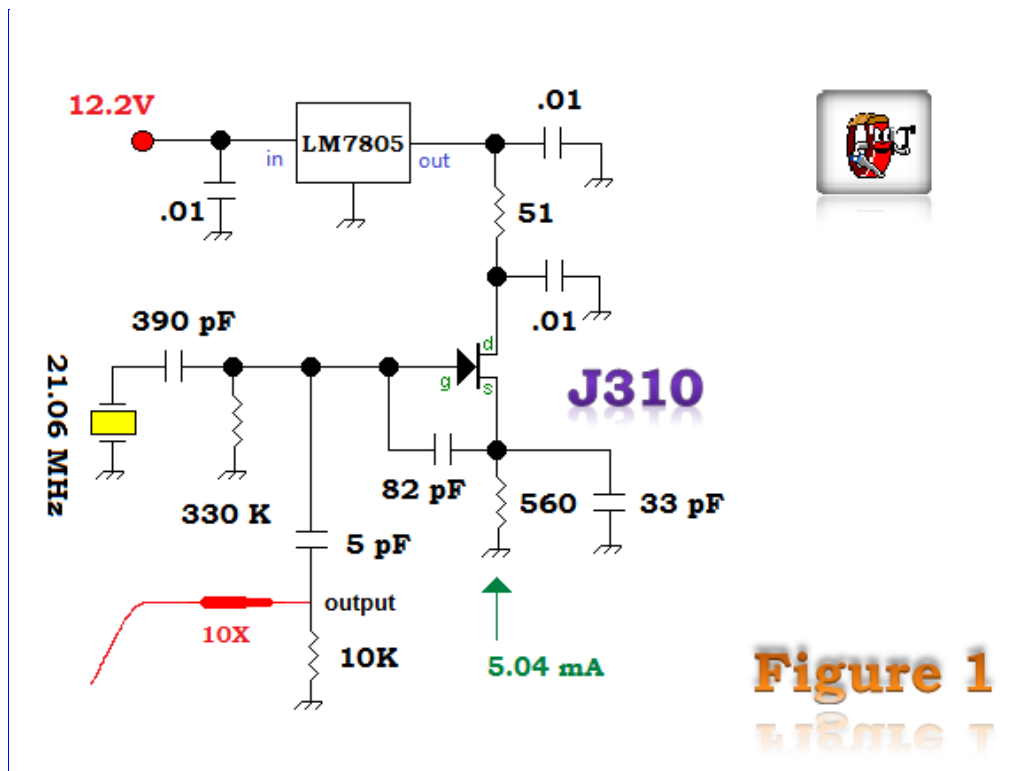 12.2V
.01
LM7805
in
out
.01
51
.01
390 pF
d
g
s
J310
21.06 MHz
82 pF
560
33 pF
330 K
5 pF
output
10X
10K
5.04 mA
Figure 1